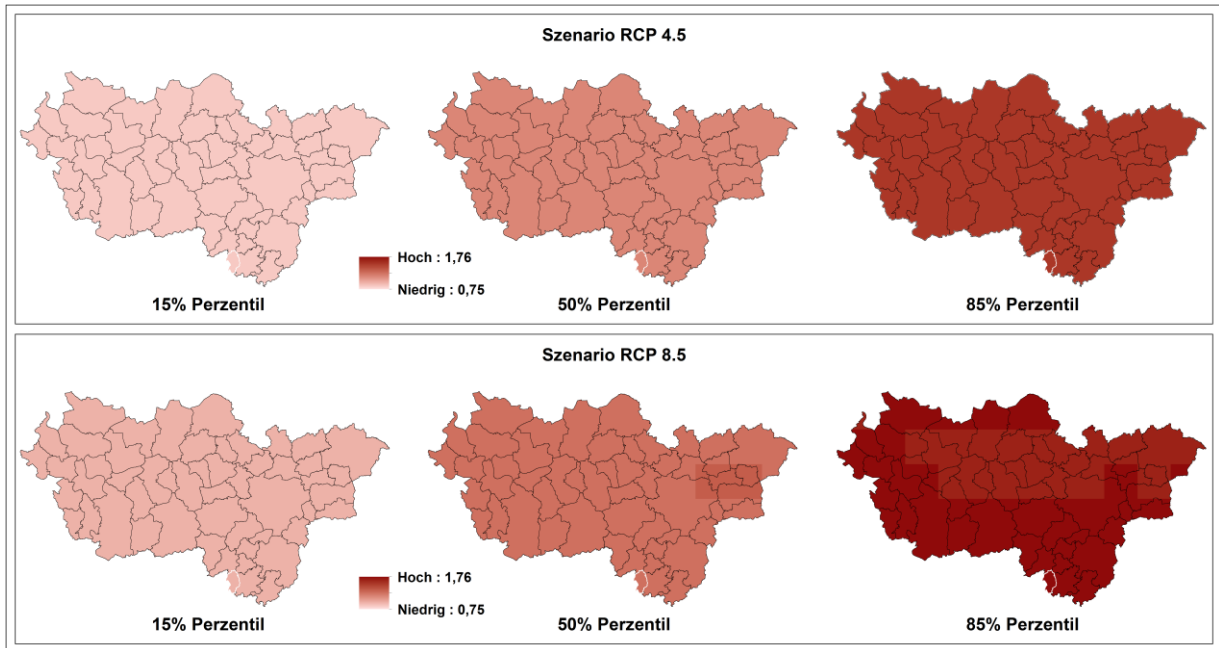 Szenario RCP 4.5
Hoch : 1,76
Niedrig : 0,75
15% Perzentil
50% Perzentil
85% Perzentil
Szenario RCP 8.5
Hoch : 1,76
Niedrig : 0,75
15% Perzentil
50% Perzentil
85% Perzentil